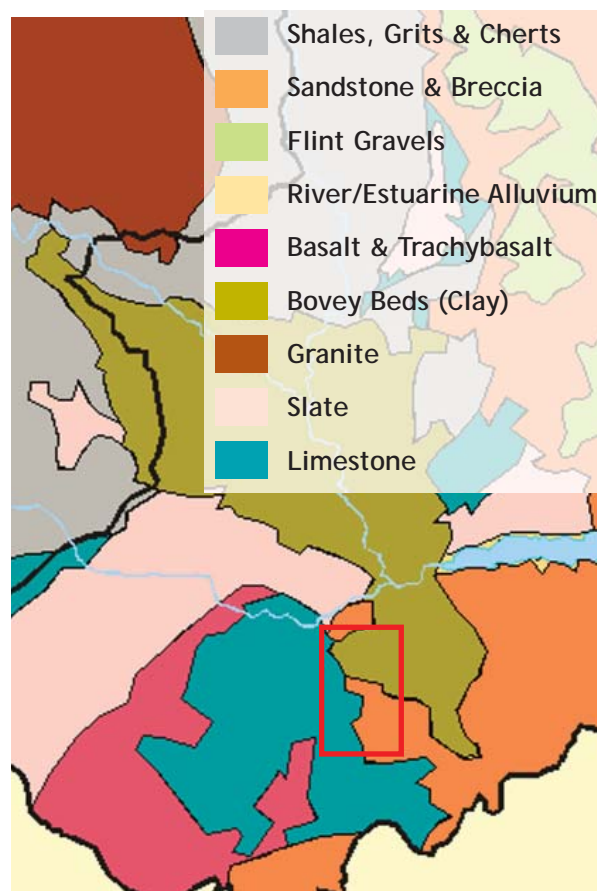 Shales, Grits & Cherts
Sandstone & Breccia
Flint Gravels
River/Estuarine Alluvium
Basalt & Trachybasalt
Bovey Beds (Clay)
Granite
Slate
Limestone